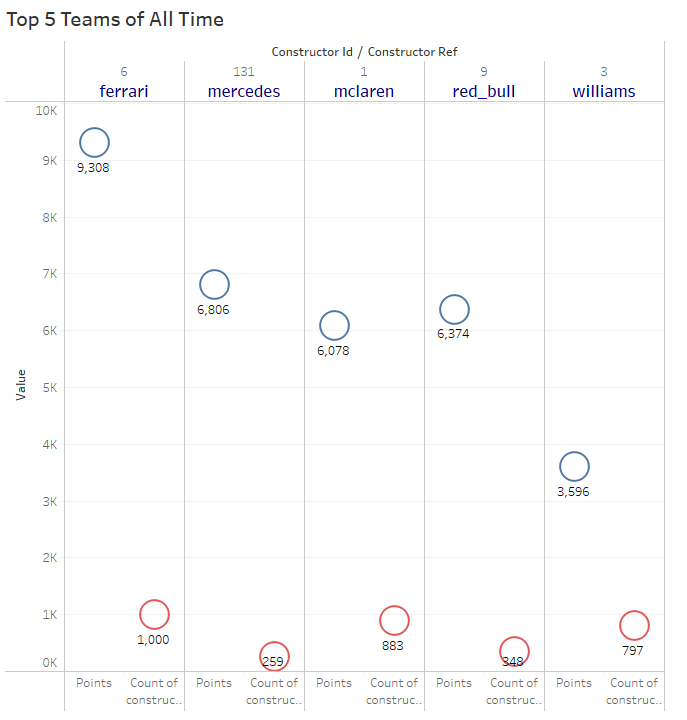 Top 5 Teams of All Time
Constructor Id / Constructor Ref
6 131 1 9 3
ferrari mercedes mclaren red_bull williams
10K
9,308
9K
8K
7K
6,806
6,374
6,078
6K
Value
5K
4K
3,596
3K
2K
1K
1,000
883
797
348
259
0K
Points Count of construc.. Points Count of construc.. Points Count of construc.. Points Count of construc.. Points Count of construc..